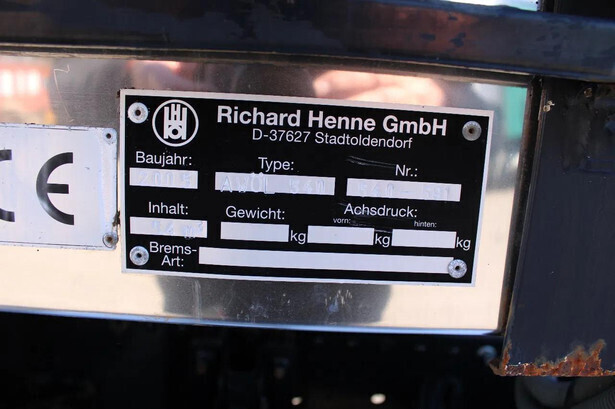 CE
Richard Henne GmbH
D-37627 Stadtoldendorf
Baujahr: Type: Nr.:
Inhalt: Gewicht: Achsdruck:
vorn: hinten:
kg kg kg
Brems-
Art: